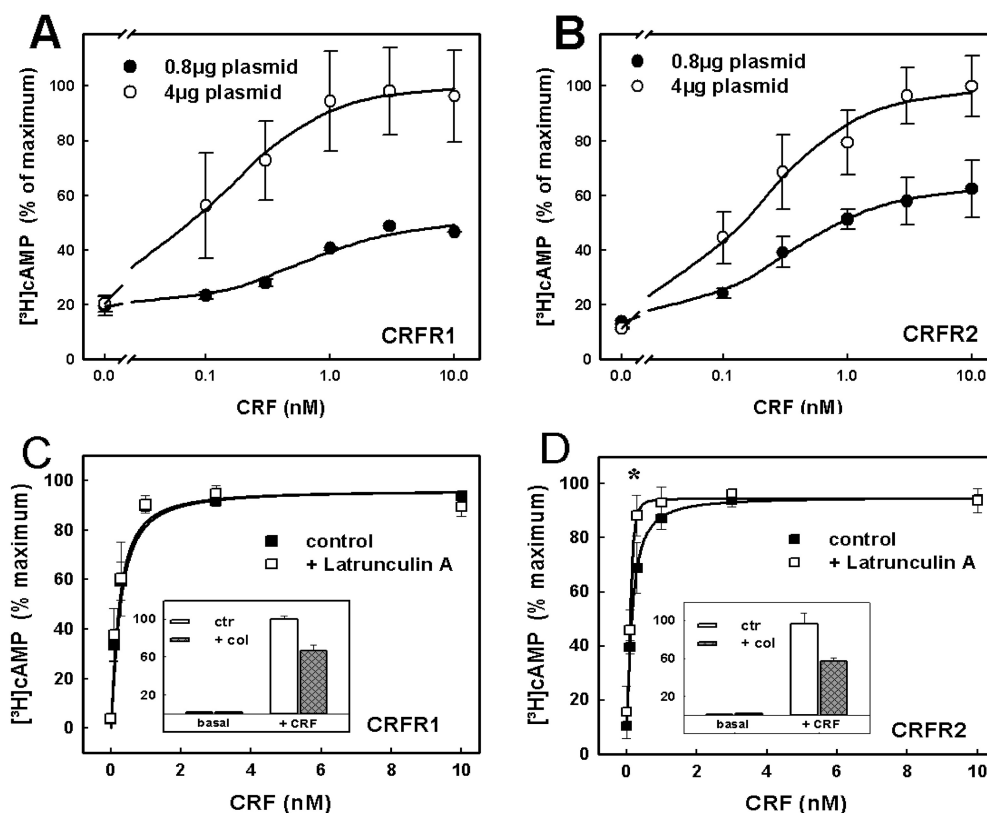 A
0.8µg plasmid
4µg plasmid
[³H]cAMP (% of maximum)
100
80
60
40
20
0
CRFR1
0.0
0.1
1.0
10.0
CRF (nM)
B
0.8µg plasmid
4µg plasmid
[³H]cAMP (% of maximum)
100
80
60
40
20
0
CRFR2
0.0
0.1
1.0
10.0
CRF (nM)
C
[³H]cAMP (% maximum)
100
80
60
40
20
0
control
+ Latrunculin A
100
60
20
ctr
+ col
basal
+ CRF
CRFR1
0
2
4
6
8
10
CRF (nM)
D
*
[³H]cAMP (% maximum)
100
80
60
40
20
0
control
+ Latrunculin A
100
60
20
ctr
+ col
basal
+ CRF
CRFR2
0
2
4
6
8
10
CRF (nM)